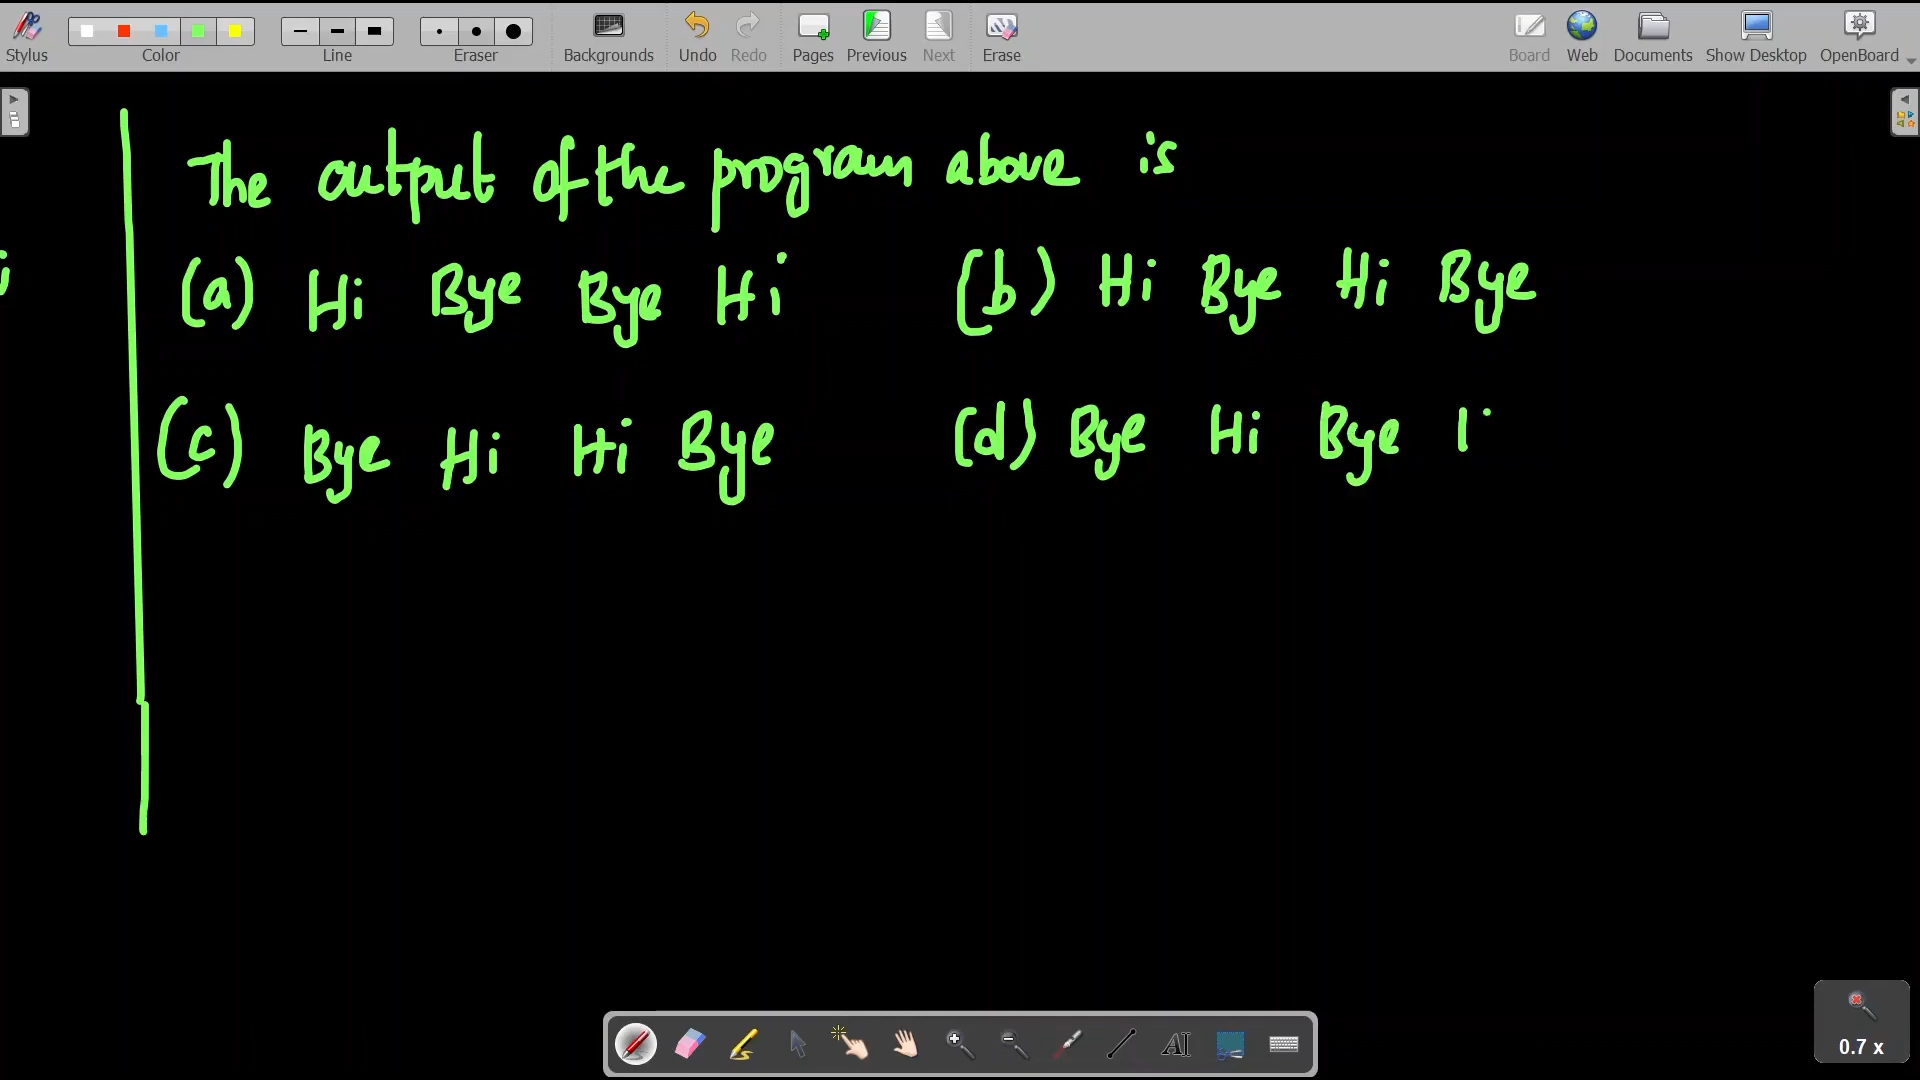 Stylus Color Line Eraser Backgrounds Undo Redo Pages Previous Next Erase Board Web Documents Show Desktop OpenBoard
The output of the program above is
(a) Hi Bye Bye Hi
(b) Hi Bye Hi Bye
(c) Bye Hi Hi Bye
(d) Bye Hi Bye
AI
0.7 x